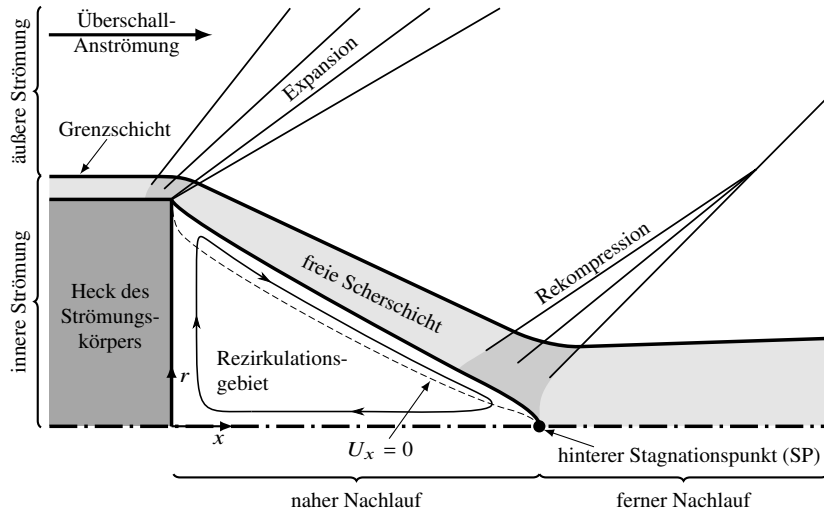 äußere Strömung
innere Strömung
Überschall-
Anströmung
Expansion
Grenzschicht
Rekompression
freie Scherschicht
Heck des
Strömungs-
körpers
Rezirkulations-
gebiet
r
x
U_x = 0
hinterer Stagnationspunkt (SP)
naher Nachlauf
ferner Nachlauf